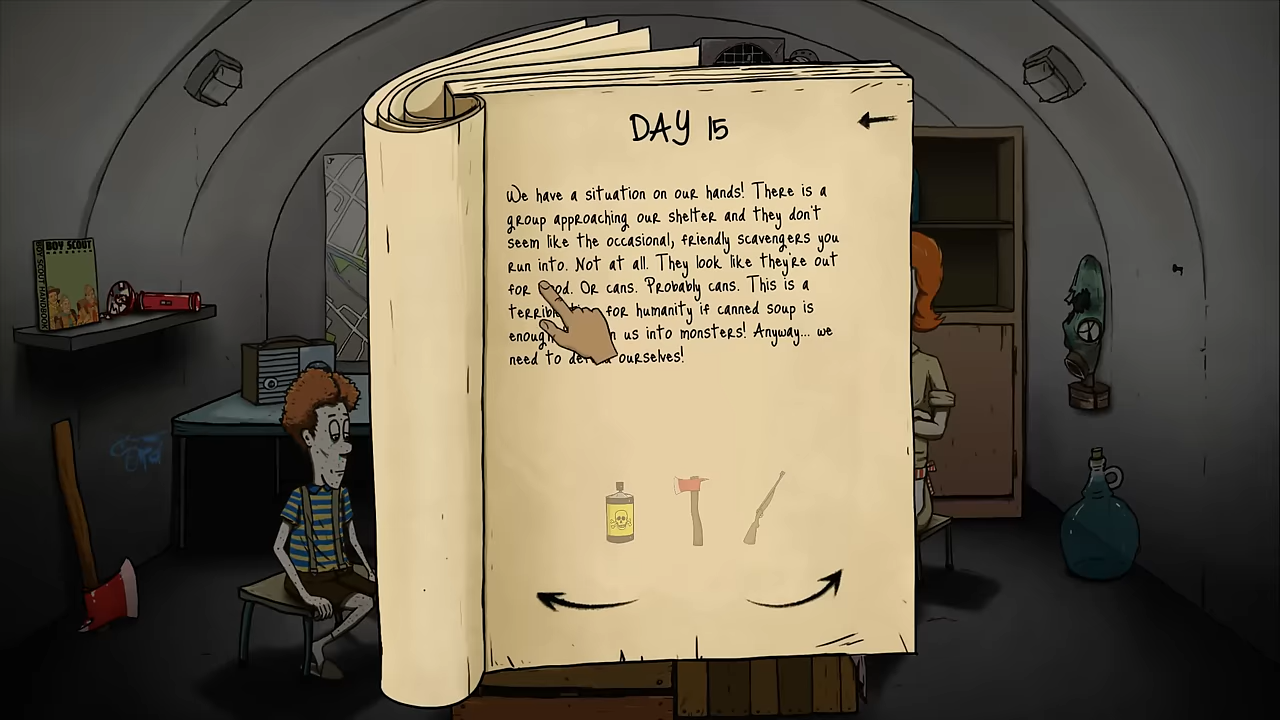 DAY 15
We have a situation on our hands! There is a
group approaching our shelter and they don't
seem like the occasional, friendly scavengers you
run into. Not at all. They look like they're out
for Or cans. Probably cans. This is a
for humanity if canned soup is
us into monsters! Anyway... we
need to ourselves!
BOY SCOUT
BOY SCOUT HANDBOOK